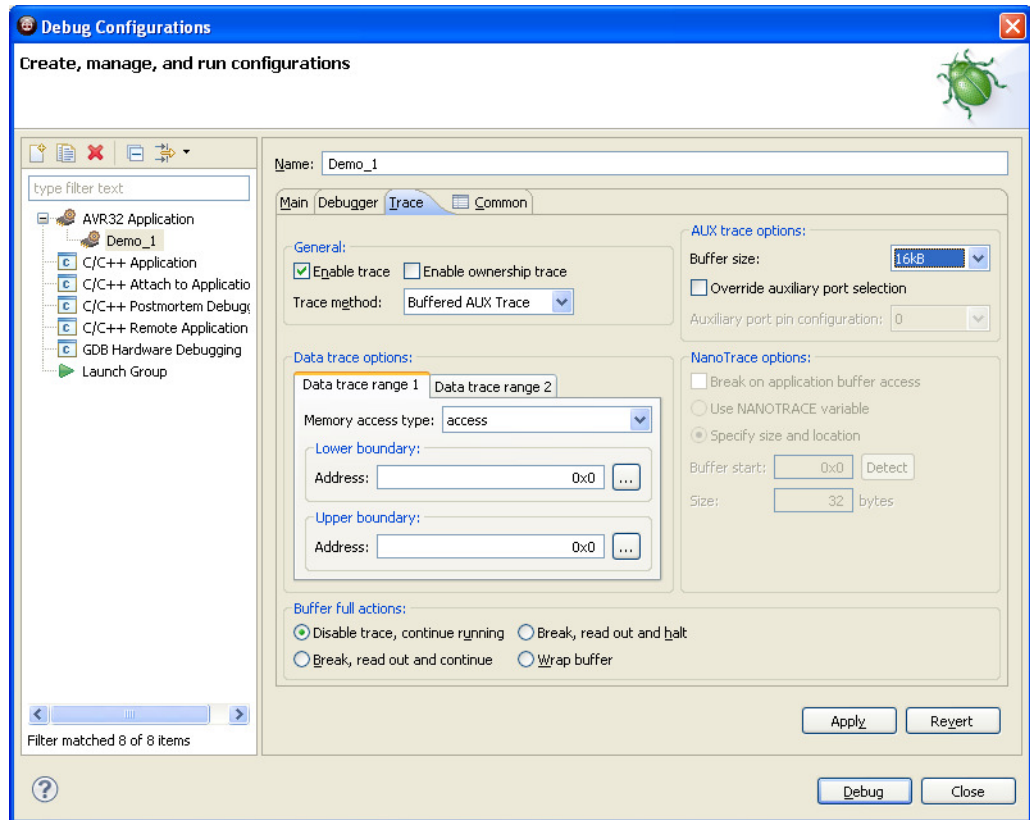 Debug Configurations
Create, manage, and run configurations
type filter text
AVR32 Application
Demo_1
C/C++ Application
C/C++ Attach to Applicatio
C/C++ Postmortem Debugg
C/C++ Remote Application
GDB Hardware Debugging
Launch Group
Filter matched 8 of 8 items
Name: Demo_1
Main Debugger Trace Common
General:
Enable trace Enable ownership trace
Trace method: Buffered AUX Trace
AUX trace options:
Buffer size: 16kB
Override auxiliary port selection
Auxiliary port pin configuration: 0
Data trace options:
Data trace range 1 Data trace range 2
Memory access type: access
Lower boundary:
Address: 0x0 ...
Upper boundary:
Address: 0x0 ...
NanoTrace options:
Break on application buffer access
Use NANOTRACE variable
Specify size and location
Buffer start: 0x0 Detect
Size: 32 bytes
Buffer full actions:
Disable trace, continue running Break, read out and halt
Break, read out and continue Wrap buffer
Apply Revert
? Debug Close